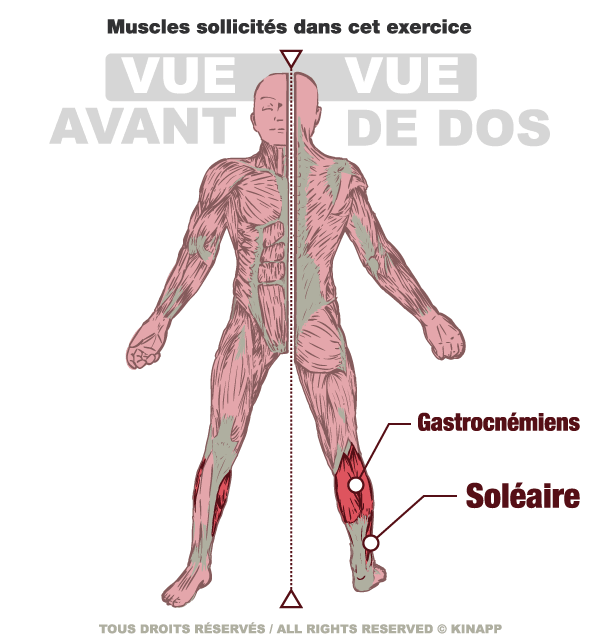 Muscles sollicités dans cet exercice
VUE AVANT
VUE DE DOS
Gastrocnémiens
Soléaire
TOUS DROITS RÉSERVÉS / ALL RIGHTS RESERVED © KINAPP